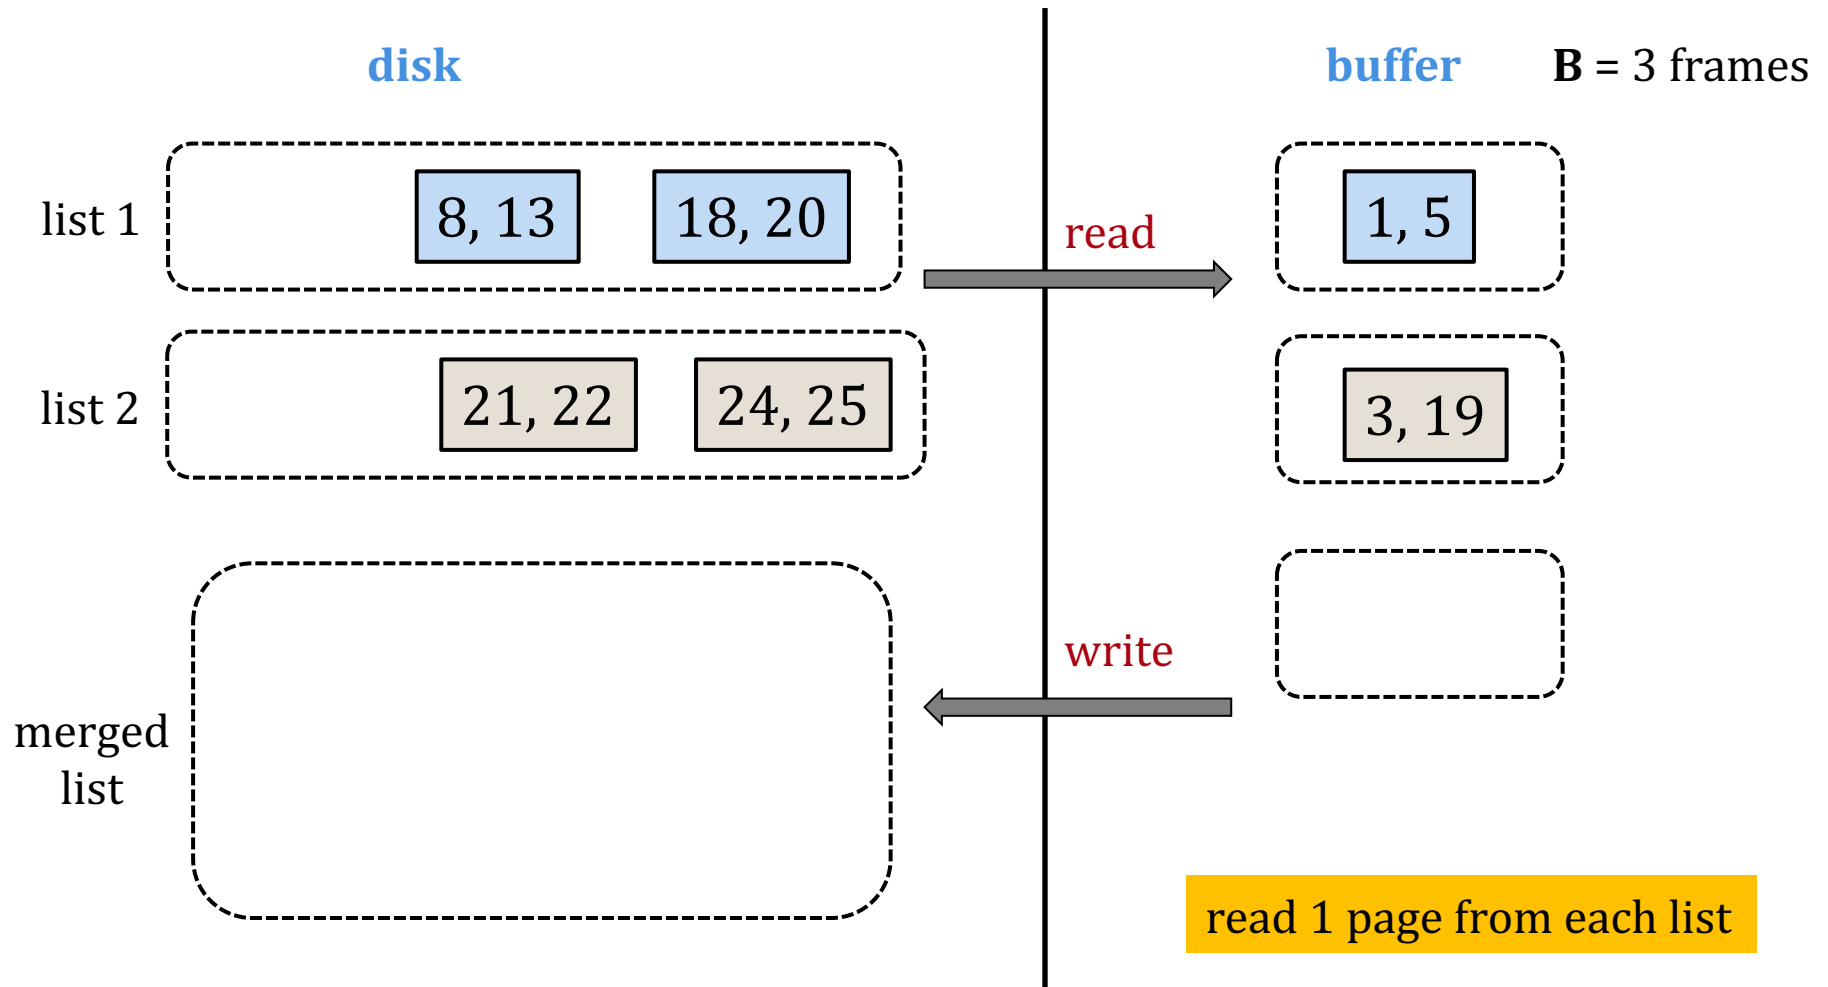 disk
buffer
B = 3 frames
list 1
8, 13
18, 20
read
1, 5
list 2
21, 22
24, 25
3, 19
write
merged
list
read 1 page from each list